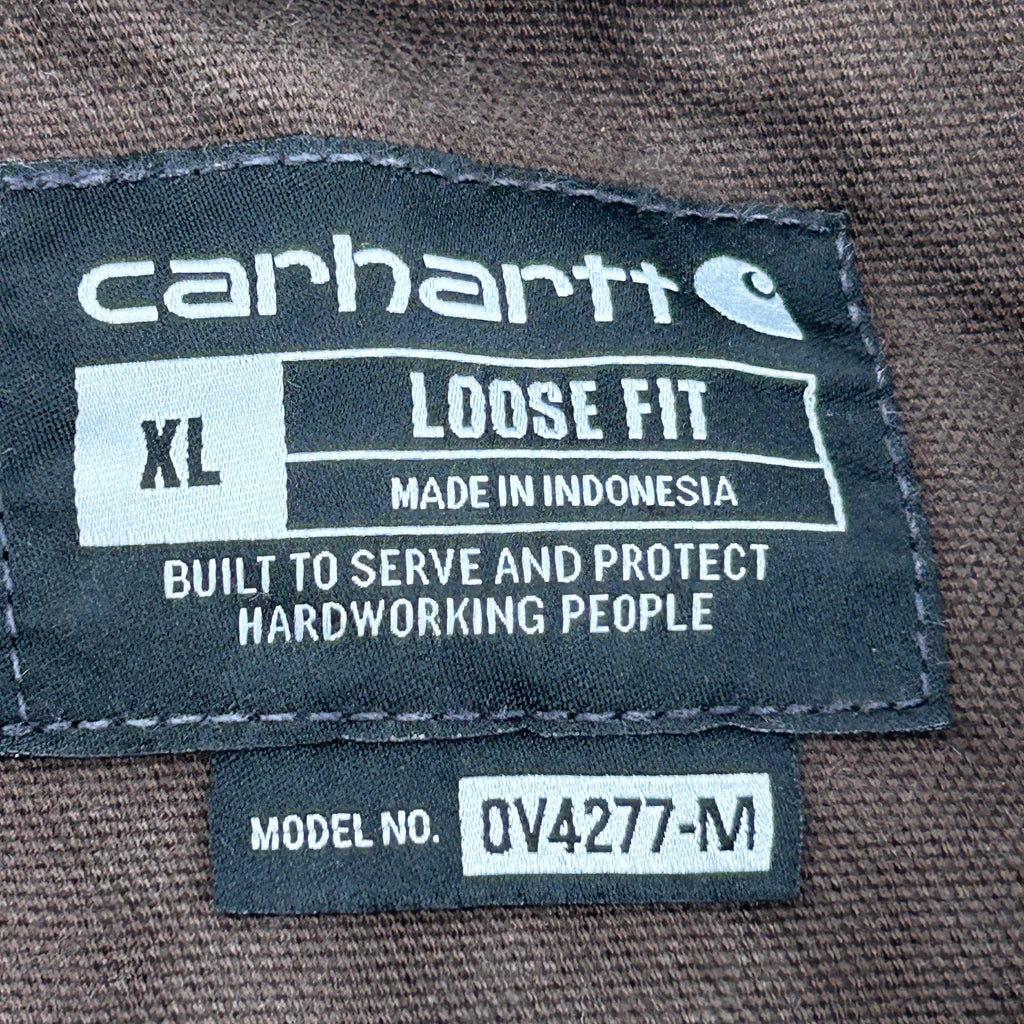 carhartt
XL
LOOSE FIT
MADE IN INDONESIA
BUILT TO SERVE AND PROTECT
HARDWORKING PEOPLE
MODEL NO. OV4277-M